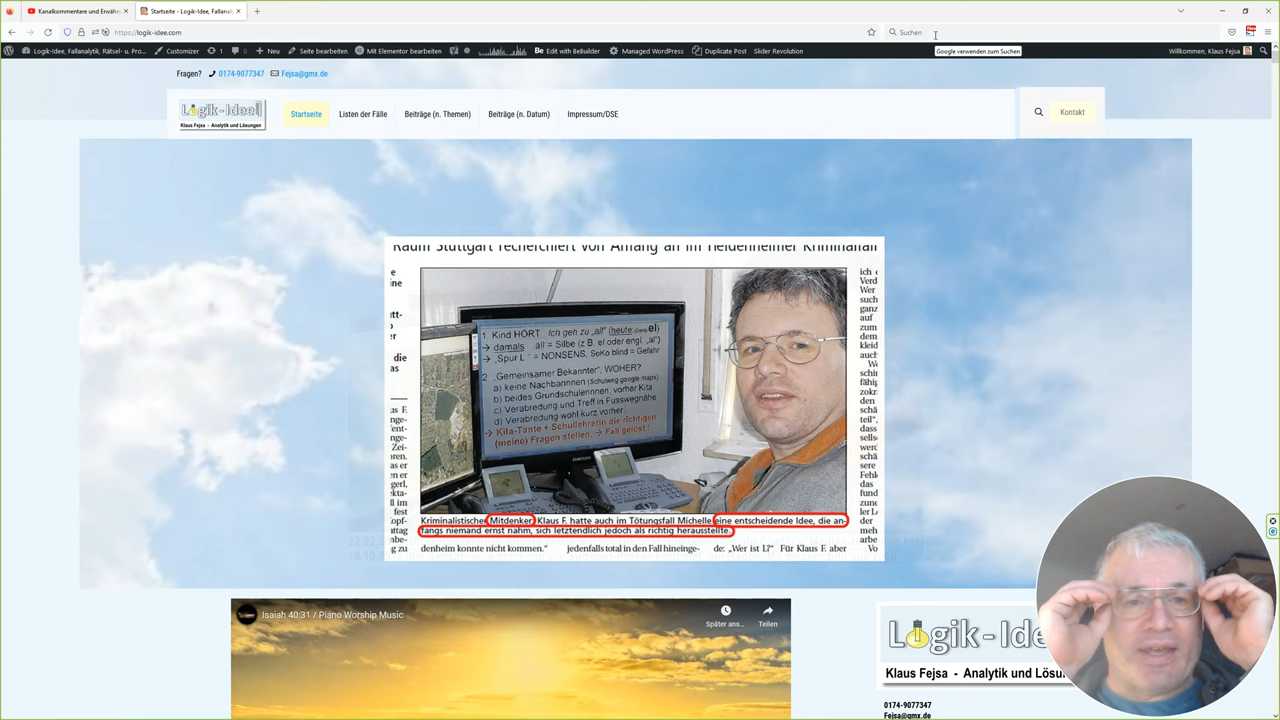 Kanalkommentare und Erwähn
Startseite - Logik-Idee, Fallanalyt
https://logik-idee.com
Suchen
Google verwenden zum Suchen
Logik-Idee, Fallanalytik, Rätsel- u. Pro…
Customizer
1
0
Neu
Seite bearbeiten
Mit Elementor bearbeiten
Edit with BeBuilder
Managed WordPress
Duplicate Post
Slider Revolution
Willkommen, Klaus Fejsa
Fragen?
0174-9077347
Fejsa@gmx.de
Logik-Idee!
Klaus Fejsa - Analytik und Lösungen
Startseite
Listen der Fälle
Beiträge (n. Themen)
Beiträge (n. Datum)
Impressum/DSE
Kontakt
Raum Stuttgart recherchiert von Anfang an im Heidenheimer Kriminalfall
1 Kind HÖRT
→ damals all = Silbe (z.B. el oder engl. „al")
→ „Spur L" = NONSENS, SoKo blind = Gefahr
2 „Gemeinsamer Bekannter", WOHER?
a) keine Nachbarinnen (Schulweg google maps)
b) beides Grundschulelerinnen, vorher Kita
c) Verabredung und Treff in Fusswegnähe
d) Verabredung wohl kurz vorher
→ Kita-Tante + Schullehrerin die richtigen
(meine) Fragen stellen, → Fall gelöst!
SAMSUNG
Kriminalistischer Mitdenker: Klaus F. hatte auch im Tötungsfall Michelle eine entscheidende Idee, die an-
fangs niemand ernst nahm, sich letztendlich jedoch als richtig herausstellte.
denheim konnte nicht kommen."
jedenfalls total in den Fall hineinge-
de: „Wer ist L?" Für Klaus F. aber
Isaiah 40:31 / Piano Worship Music
Später ans…
Teilen
Logik-Idee
Klaus Fejsa - Analytik und Lösu
0174-9077347
Fejsa@gmx.de